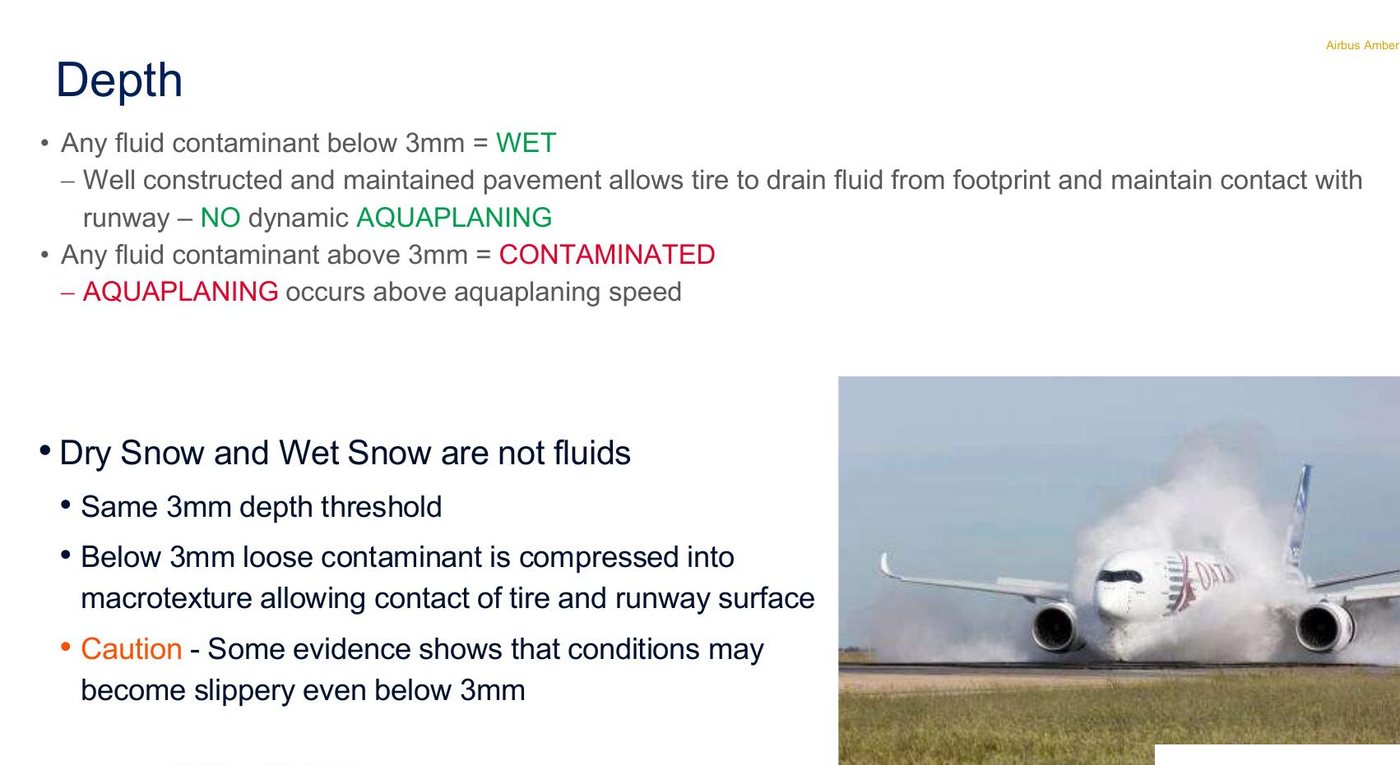 Airbus Amber
Depth
• Any fluid contaminant below 3mm = WET
– Well constructed and maintained pavement allows tire to drain fluid from footprint and maintain contact with
runway – NO dynamic AQUAPLANING
• Any fluid contaminant above 3mm = CONTAMINATED
– AQUAPLANING occurs above aquaplaning speed
• Dry Snow and Wet Snow are not fluids
• Same 3mm depth threshold
• Below 3mm loose contaminant is compressed into
macrotexture allowing contact of tire and runway surface
• Caution - Some evidence shows that conditions may
become slippery even below 3mm